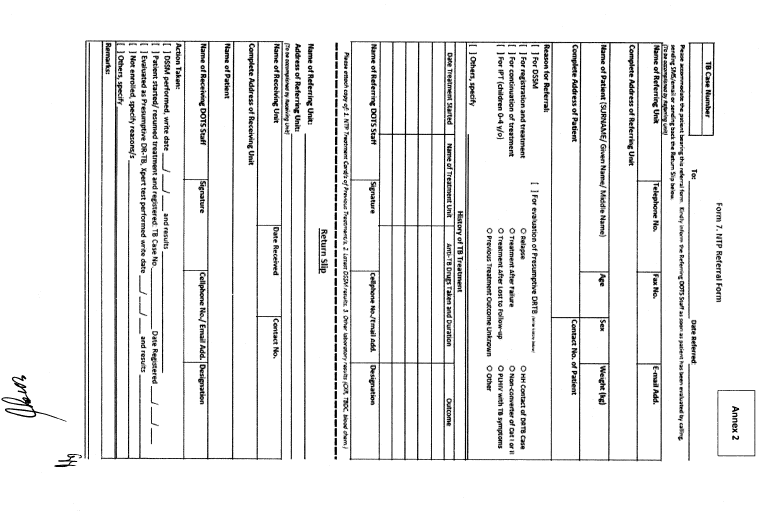 Annex 2
Form 7. NTP Referral Form
TB Case Number
To:
Date Referred:
Please accommodate the patient bearing this referral form. Kindly inform the Referring DOTS Staff as soon as patient has been evaluated by calling,
sending SMS/email or sending back the Return Slip below.
(To be accomplished by Referring Unit)
Name of Referring Unit
Telephone No.
Fax No.
E-mail Add.
Complete Address of Referring Unit
Name of Patient (SURNAME/ Given Name/ Middle Name)
Age
Sex
Weight (kg)
Complete Address of Patient
Contact No. of Patient
Reason for Referral:
[ ] For DSSM
[ ] For registration and treatment
[ ] For continuation of treatment
[ ] For IPT (children 0-4 y/o)
[ ] Others, specify
[ ] For evaluation of Presumptive DRTB
○ Relapse
○ Treatment After Failure
○ Treatment After Lost to Follow-up
○ Previous Treatment Outcome Unknown
○ HH Contact of DRTB Case
○ Non-converter of Cat I or II
○ PLHIV with TB symptoms
○ Other
History of TB Treatment
Date Treatment Started
Name of Treatment Unit
Anti-TB Drugs Taken and Duration
Outcome
Name of Referring DOTS Staff
Signature
Cellphone No./Email Add.
Designation
Please attach copy of: 1. NTP Treatment Card/s of Previous Treatment/s, 2. Latest DSSM results, 3. Other laboratory results (CXR, TBDC, blood chem.)
Return Slip
Name of Referring Unit:
Address of Referring Unit:
(To be accomplished by Receiving Unit)
Name of Receiving Unit
Date Received
Contact No.
Complete Address of Receiving Unit
Name of Patient
Name of Receiving DOTS Staff
Signature
Cellphone No./ Email Add.
Designation
Action Taken:
[ ] DSSM performed, write date ___/___/___ and results
[ ] Patient started/ resumed treatment and registered. TB Case No. Date Registered ___/___/___
[ ] Evaluated as Presumptive DR-TB, Xpert test performed write date ___/___/___ and results
[ ] Not enrolled, specify reason/s
[ ] Others, specify
Remarks: